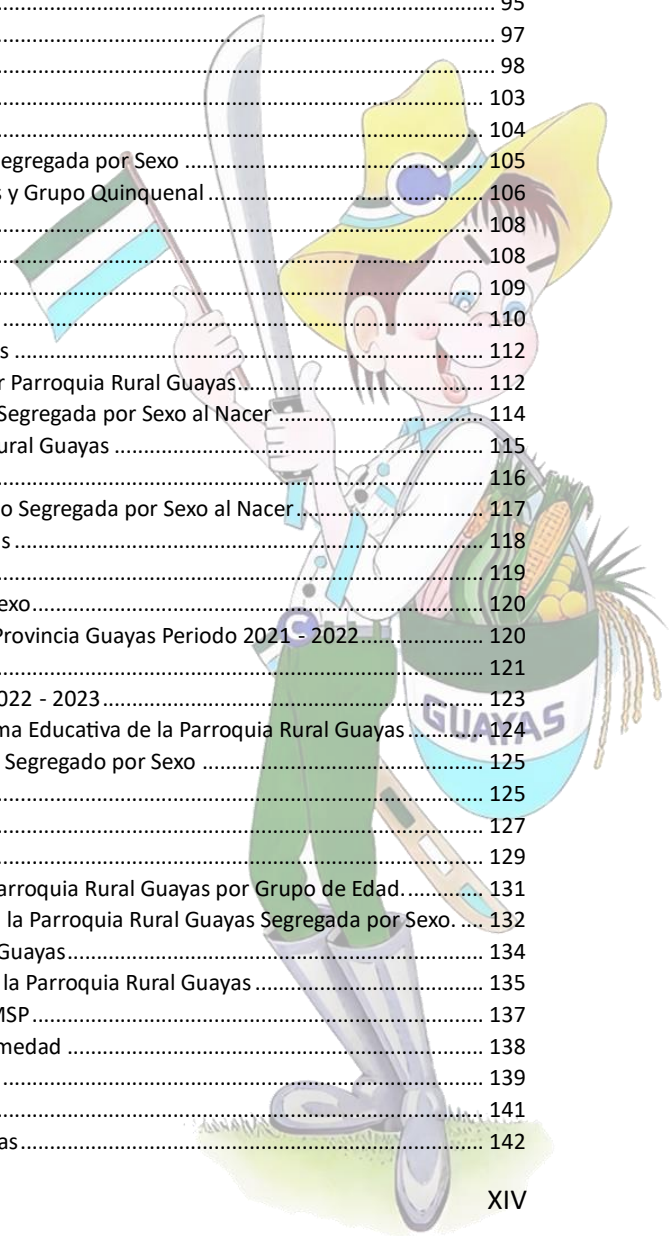 ........ 95
........ 97
........ 98
........ 103
........ 104
egregada por Sexo ........ 105
s y Grupo Quinquenal ........ 106
........ 108
........ 108
........ 109
........ 110
s ........ 112
r Parroquia Rural Guayas ........ 112
Segregada por Sexo al Nacer ........ 114
ural Guayas ........ 115
........ 116
o Segregada por Sexo al Nacer ........ 117
s ........ 118
........ 119
exo ........ 120
Provincia Guayas Periodo 2021 - 2022 ........ 120
........ 121
022 - 2023 ........ 123
ma Educativa de la Parroquia Rural Guayas ........ 124
Segregado por Sexo ........ 125
........ 125
........ 127
........ 129
arroquia Rural Guayas por Grupo de Edad. ........ 131
la Parroquia Rural Guayas Segregada por Sexo. .... 132
Guayas ........ 134
la Parroquia Rural Guayas ........ 135
MSP ........ 137
medad ........ 138
........ 139
........ 141
as ........ 142
C
C
GUAYAS
XIV